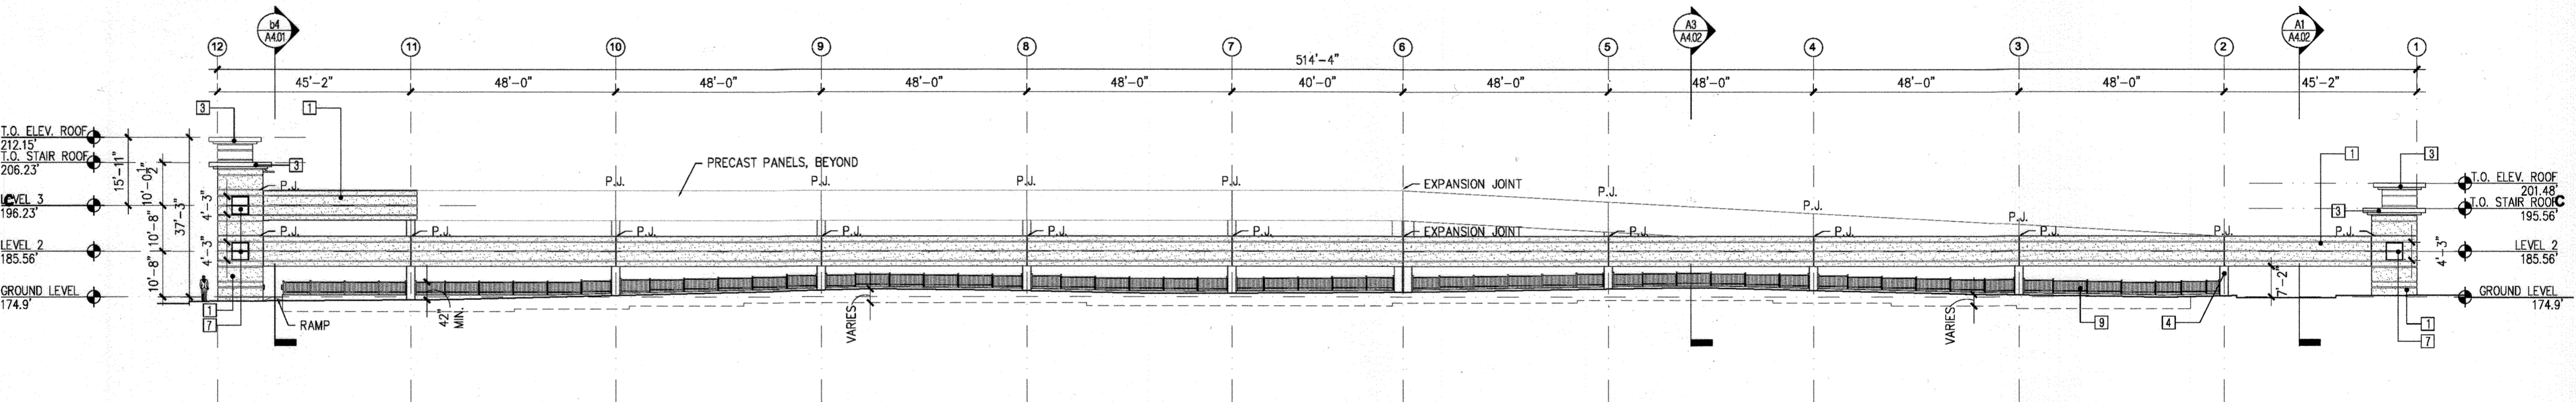 b4
A4.01
A3
A4.02
A1
A4.02
12
11
10
9
8
7
6
5
4
3
2
1
514'-4"
45'-2"
48'-0"
48'-0"
48'-0"
48'-0"
40'-0"
48'-0"
48'-0"
48'-0"
48'-0"
45'-2"
3
1
T.O. ELEV. ROOF
212.15'
T.O. STAIR ROOF
206.23'
C
LEVEL 3
196.23'
LEVEL 2
185.56'
GROUND LEVEL
174.9'
15'-11"
10'-0 1/2"
10'-8"
10'-8"
37'-3"
4'-3"
4'-3"
3
P.J.
P.J.
PRECAST PANELS, BEYOND
P.J.
P.J.
P.J.
P.J.
EXPANSION JOINT
P.J.
P.J.
P.J.
P.J.
P.J.
P.J.
P.J.
P.J.
EXPANSION JOINT
P.J.
P.J.
P.J.
P.J.
P.J.
1
3
3
T.O. ELEV. ROOF
201.48'
T.O. STAIR ROOF
C
195.56'
LEVEL 2
185.56'
GROUND LEVEL
174.9'
4'-3"
7'-2"
1
7
RAMP
42"
MIN.
VARIES
VARIES
9
4
1
7